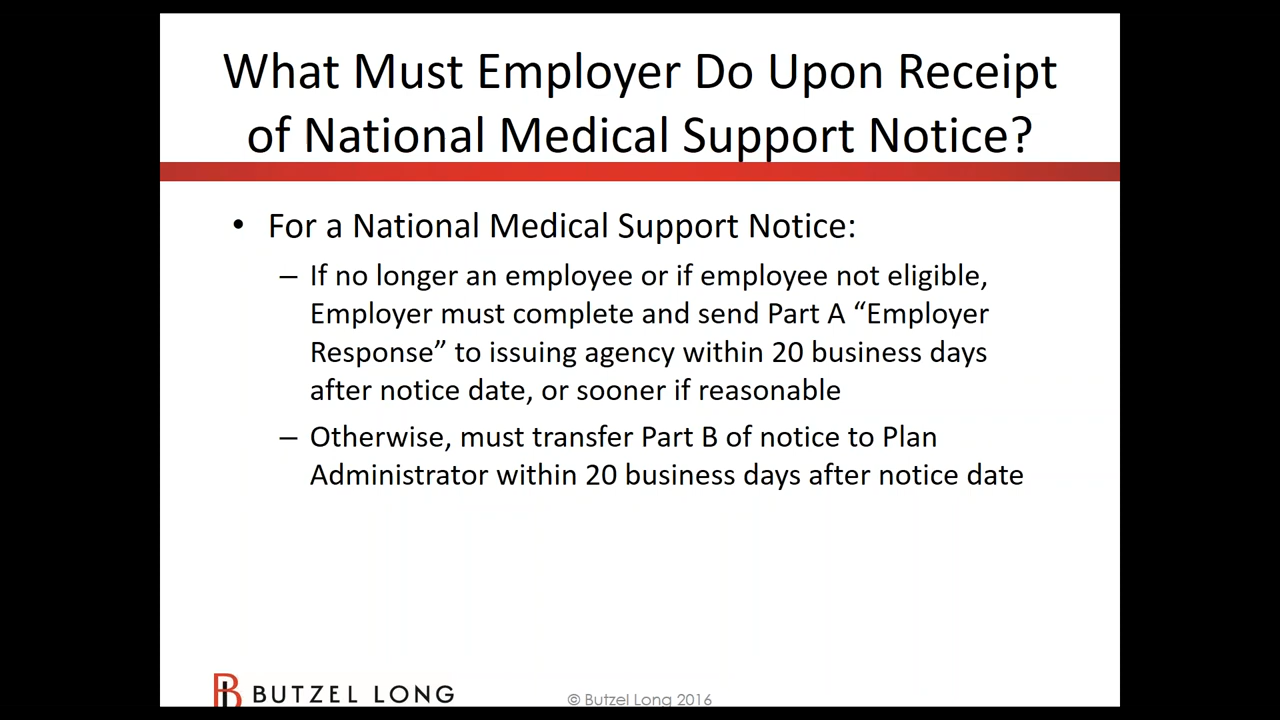 What Must Employer Do Upon Receipt
of National Medical Support Notice?
• For a National Medical Support Notice:
– If no longer an employee or if employee not eligible,
Employer must complete and send Part A “Employer
Response” to issuing agency within 20 business days
after notice date, or sooner if reasonable
– Otherwise, must transfer Part B of notice to Plan
Administrator within 20 business days after notice date
BUTZEL LONG
© Butzel Long 2016